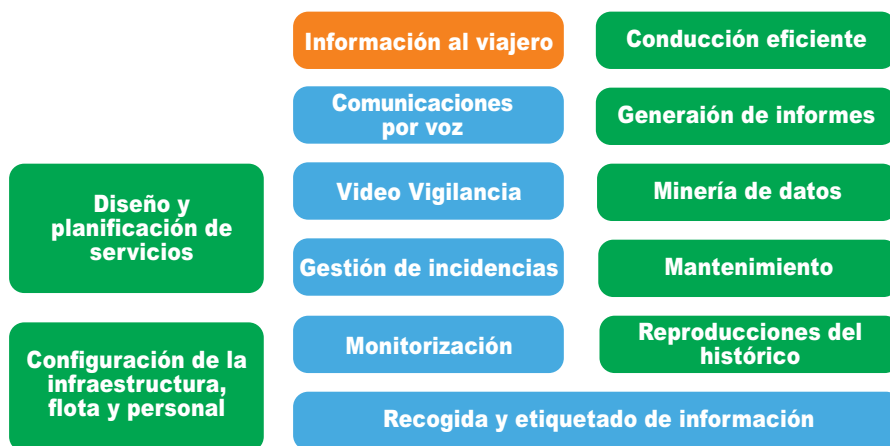 Información al viajero
Conducción eficiente
Comunicaciones
por voz
Generaión de informes
Diseño y
planificación de
servicios
Video Vigilancia
Minería de datos
Gestión de incidencias
Mantenimiento
Configuración de la
infraestructura,
flota y personal
Monitorización
Reproducciones del
histórico
Recogida y etiquetado de información